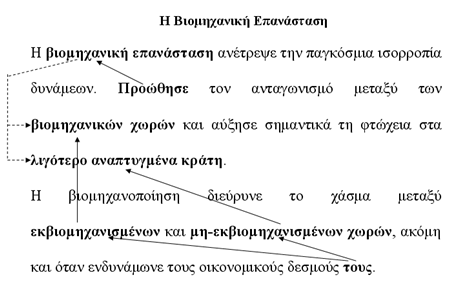 Η Βιομηχανική Επανάσταση
Η βιομηχανική επανάσταση ανέτρεψε την παγκόσμια ισορροπία
δυνάμεων. Προώθησε τον ανταγωνισμό μεταξύ των
βιομηχανικών χωρών και αύξησε σημαντικά τη φτώχεια στα
λιγότερο αναπτυγμένα κράτη.
Η βιομηχανοποίηση διεύρυνε το χάσμα μεταξύ
εκβιομηχανισμένων και μη-εκβιομηχανισμένων χωρών, ακόμη
και όταν ενδυνάμωνε τους οικονομικούς δεσμούς τους.